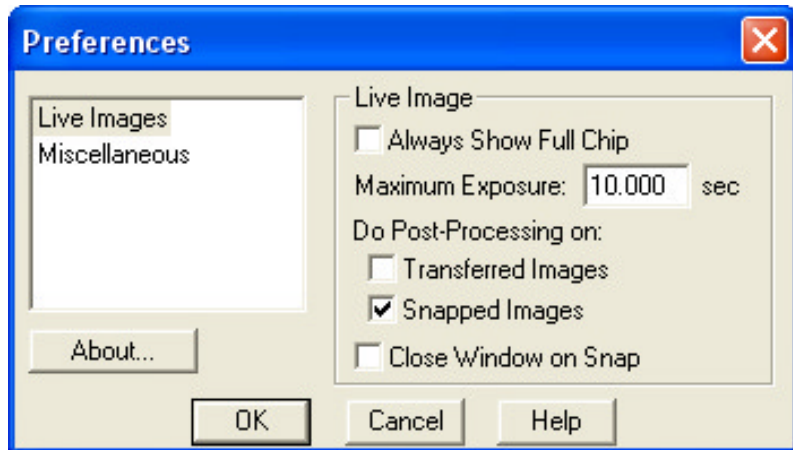 Preferences
Live Images
Miscellaneous
About...
Live Image
Always Show Full Chip
Maximum Exposure: 10.000 sec
Do Post-Processing on:
Transferred Images
Snapped Images
Close Window on Snap
OK Cancel Help